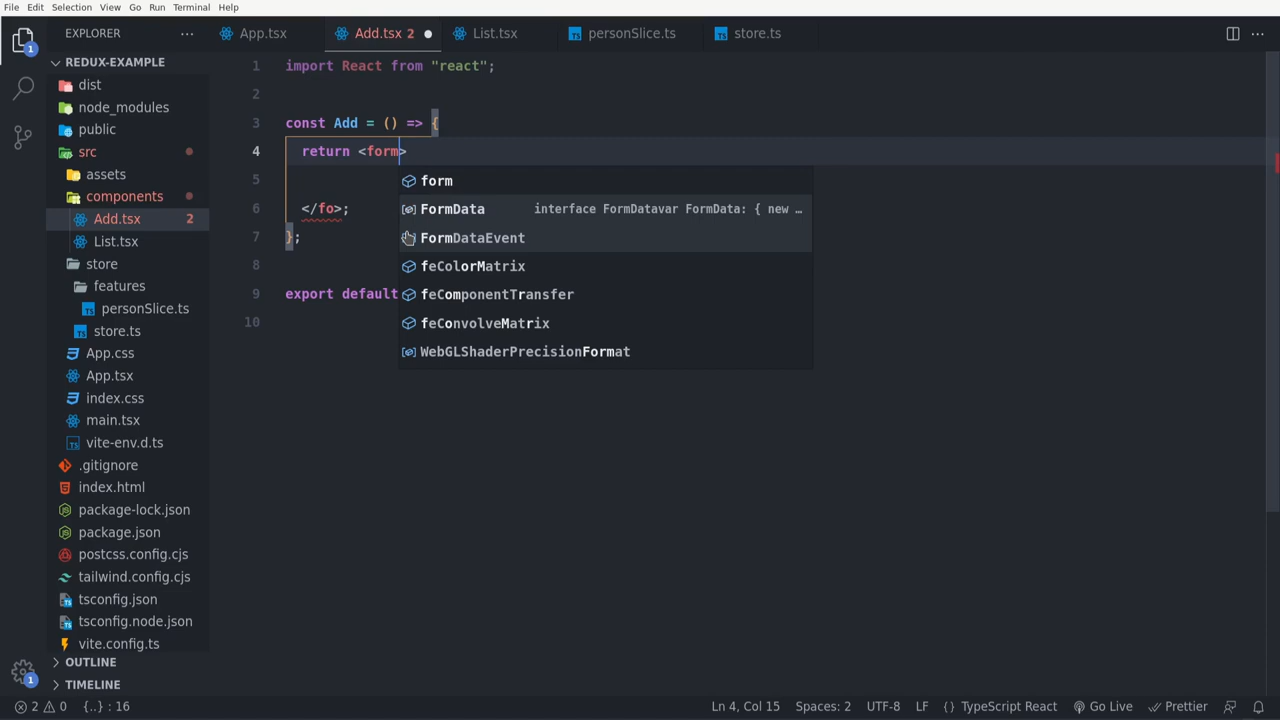 File Edit Selection View Go Run Terminal Help
EXPLORER
App.tsx
Add.tsx 2
List.tsx
personSlice.ts
store.ts
REDUX-EXAMPLE
dist
node_modules
public
src
assets
components
Add.tsx 2
List.tsx
store
features
personSlice.ts
store.ts
App.css
App.tsx
index.css
main.tsx
vite-env.d.ts
.gitignore
index.html
package-lock.json
package.json
postcss.config.cjs
tailwind.config.cjs
tsconfig.json
tsconfig.node.json
vite.config.ts
OUTLINE
TIMELINE
1 import React from "react";
2
3 const Add = () => {
4 return <form>
5
6 </fo>;
7 };
8
9 export default
10
form
FormData interface FormDatavar FormData: { new …
FormDataEvent
feColorMatrix
feComponentTransfer
feConvolveMatrix
WebGLShaderPrecisionFormat
1
1
2 0 {..} : 16 Ln 4, Col 15 Spaces: 2 UTF-8 LF {} TypeScript React Go Live Prettier